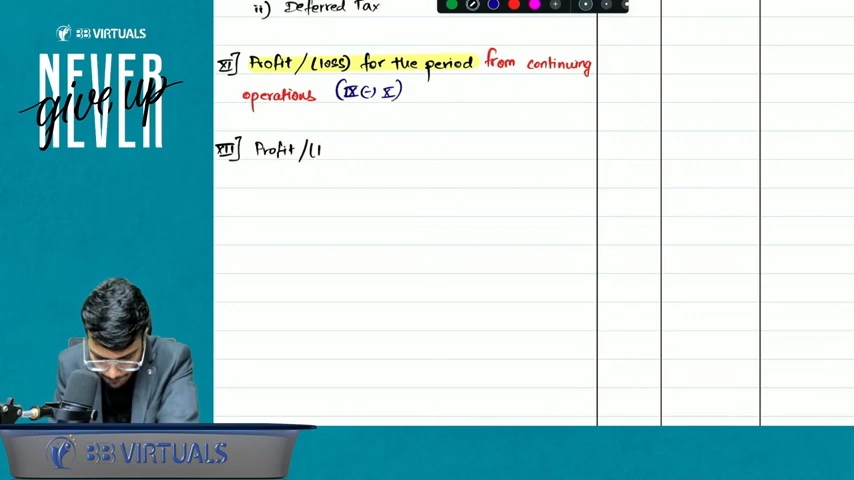 ii) Deferred Tax
BB VIRTUALS
NEVER
give up
NEVER
XI] Profit/(loss) for the period from continuing
operations (IX (-) X)
XII] Profit/(l
BB VIRTUALS